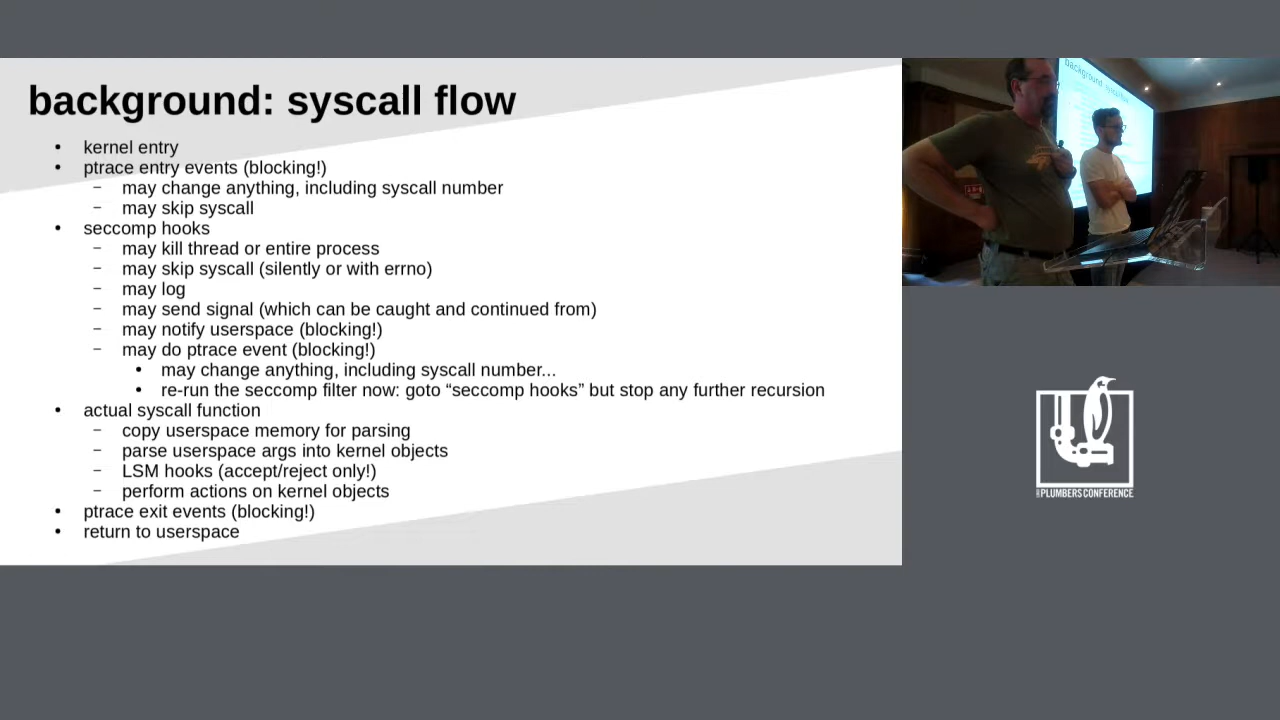 background: syscall flow
• kernel entry
• ptrace entry events (blocking!)
– may change anything, including syscall number
– may skip syscall
• seccomp hooks
– may kill thread or entire process
– may skip syscall (silently or with errno)
– may log
– may send signal (which can be caught and continued from)
– may notify userspace (blocking!)
– may do ptrace event (blocking!)
• may change anything, including syscall number...
• re-run the seccomp filter now: goto “seccomp hooks” but stop any further recursion
• actual syscall function
– copy userspace memory for parsing
– parse userspace args into kernel objects
– LSM hooks (accept/reject only!)
– perform actions on kernel objects
• ptrace exit events (blocking!)
• return to userspace
background: syscall flow
PLUMBERS CONFERENCE